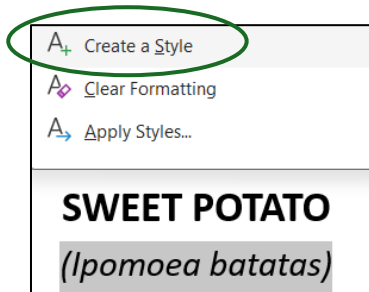 Create a Style
Clear Formatting
Apply Styles...
SWEET POTATO
(Ipomoea batatas)